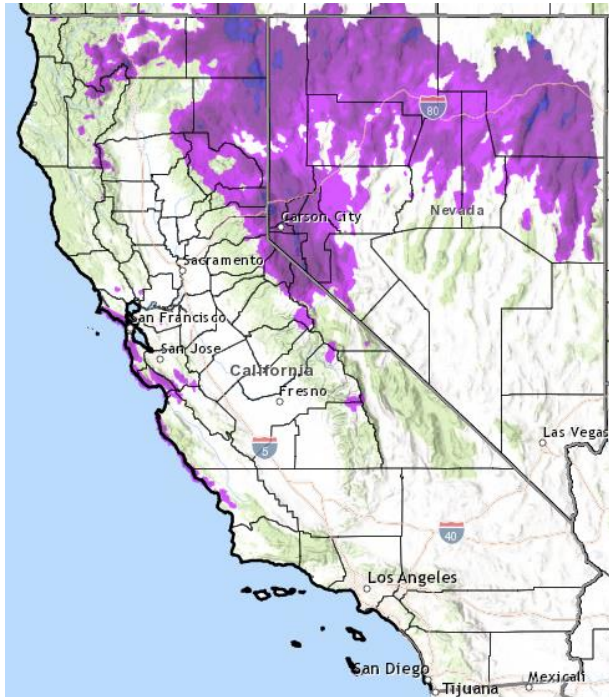 80
Carson City
Nevada
Sacramento
San Francisco
San Jose
California
Fresno
Las Vegas
5
40
Los Angeles
San Diego
Tijuana
Mexicali